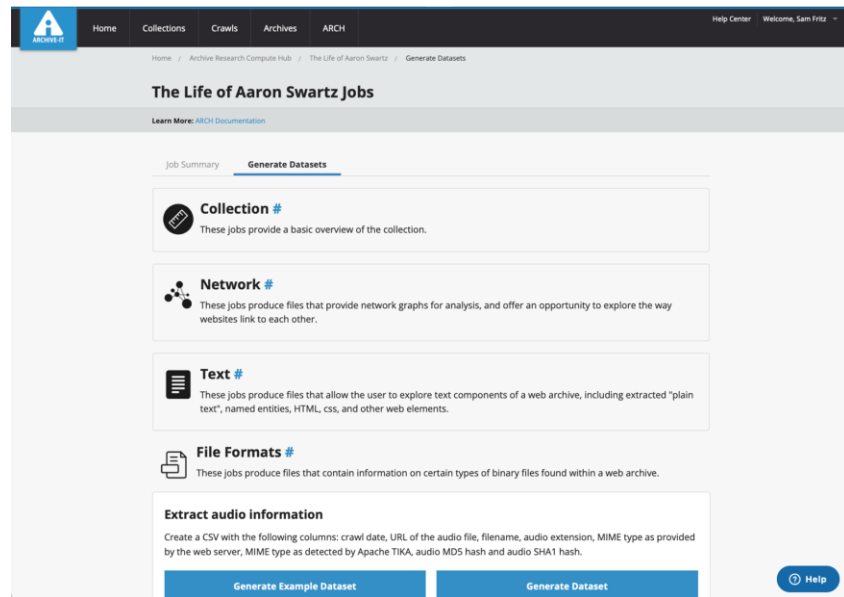 ARCHIVE-IT
Home Collections Crawls Archives ARCH
Help Center Welcome, Sam Fritz
Home / Archive Research Compute Hub / The Life of Aaron Swartz / Generate Datasets
The Life of Aaron Swartz Jobs
Learn More: ARCH Documentation
Job Summary Generate Datasets
Collection #
These jobs provide a basic overview of the collection.
Network #
These jobs produce files that provide network graphs for analysis, and offer an opportunity to explore the way
websites link to each other.
Text #
These jobs produce files that allow the user to explore text components of a web archive, including extracted "plain
text", named entities, HTML, css, and other web elements.
File Formats #
These jobs produce files that contain information on certain types of binary files found within a web archive.
Extract audio information
Create a CSV with the following columns: crawl date, URL of the audio file, filename, audio extension, MIME type as provided
by the web server, MIME type as detected by Apache TIKA, audio MD5 hash and audio SHA1 hash.
Generate Example Dataset Generate Dataset
Help